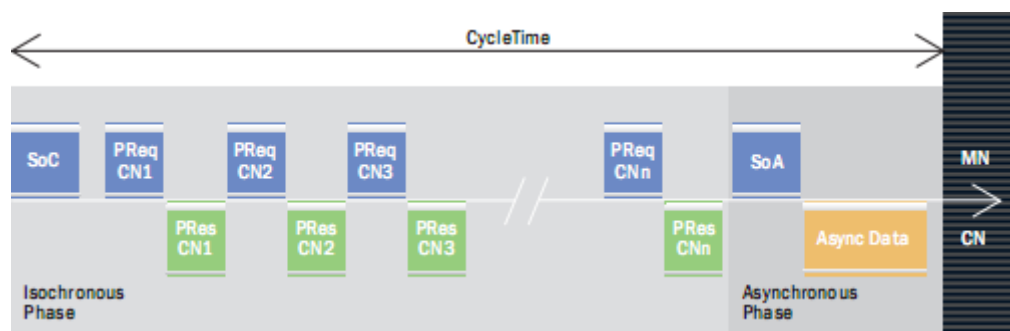 CycleTime
SoC
PReq
CN1
PReq
CN2
PReq
CN3
PReq
CNn
SoA
MN
PRes
CN1
PRes
CN2
PRes
CN3
PRes
CNn
Async Data
CN
Isochronous
Phase
Asynchronous
Phase